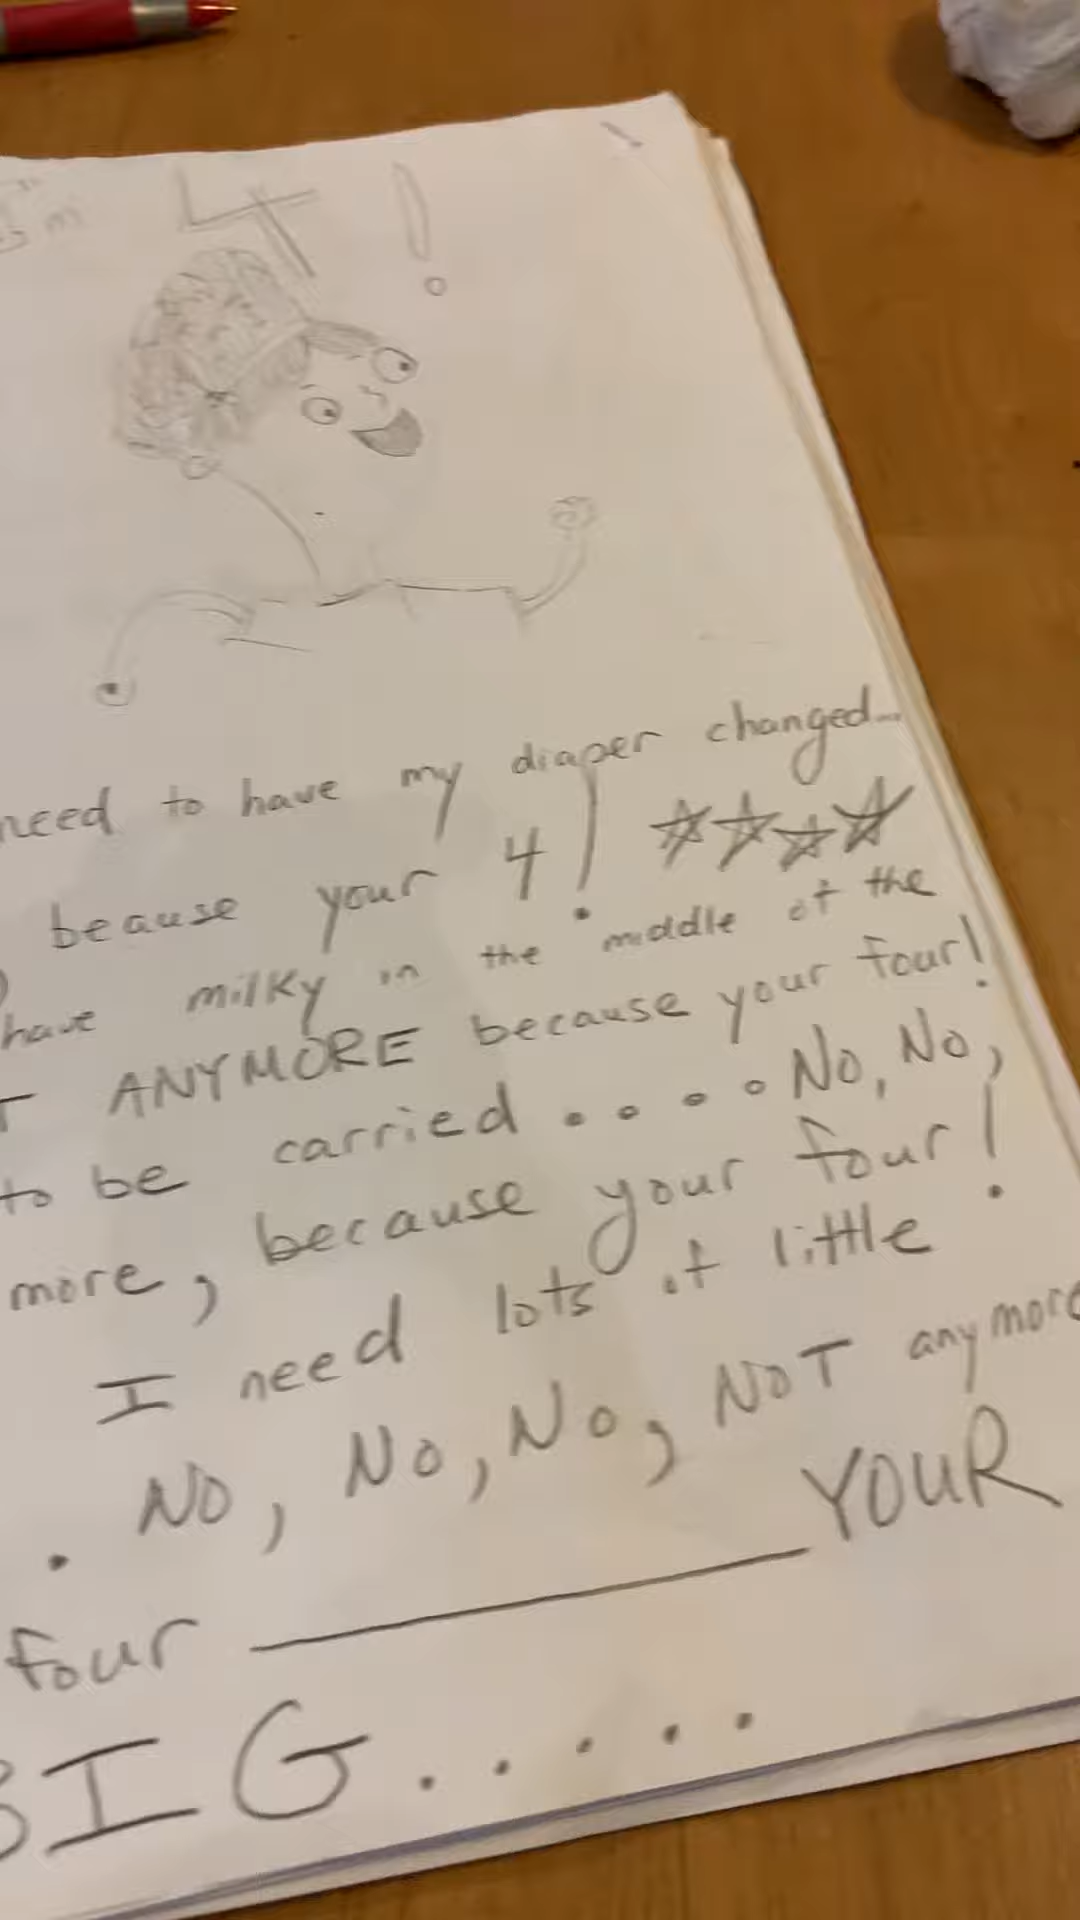 4!
need to have my diaper changed...
beause your 4! 
have milky in the middle of the
ANYMORE because your four!
to be carried .... No, No,
more, because your four!
I need lots of little
. No, No, No, NOT anymore
four ______ YOUR
BIG.....